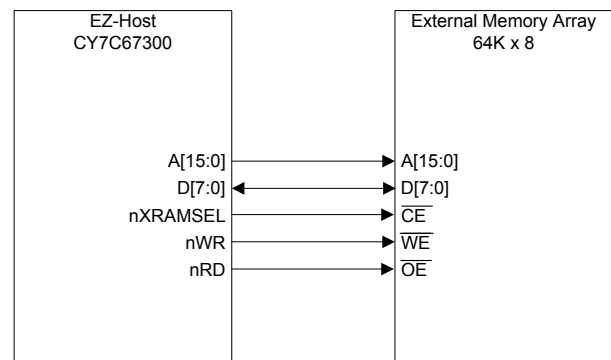 EZ-Host
CY7C67300
External Memory Array
64K x 8
A[15:0]
A[15:0]
D[7:0]
D[7:0]
nXRAMSEL
CE
nWR
WE
nRD
OE